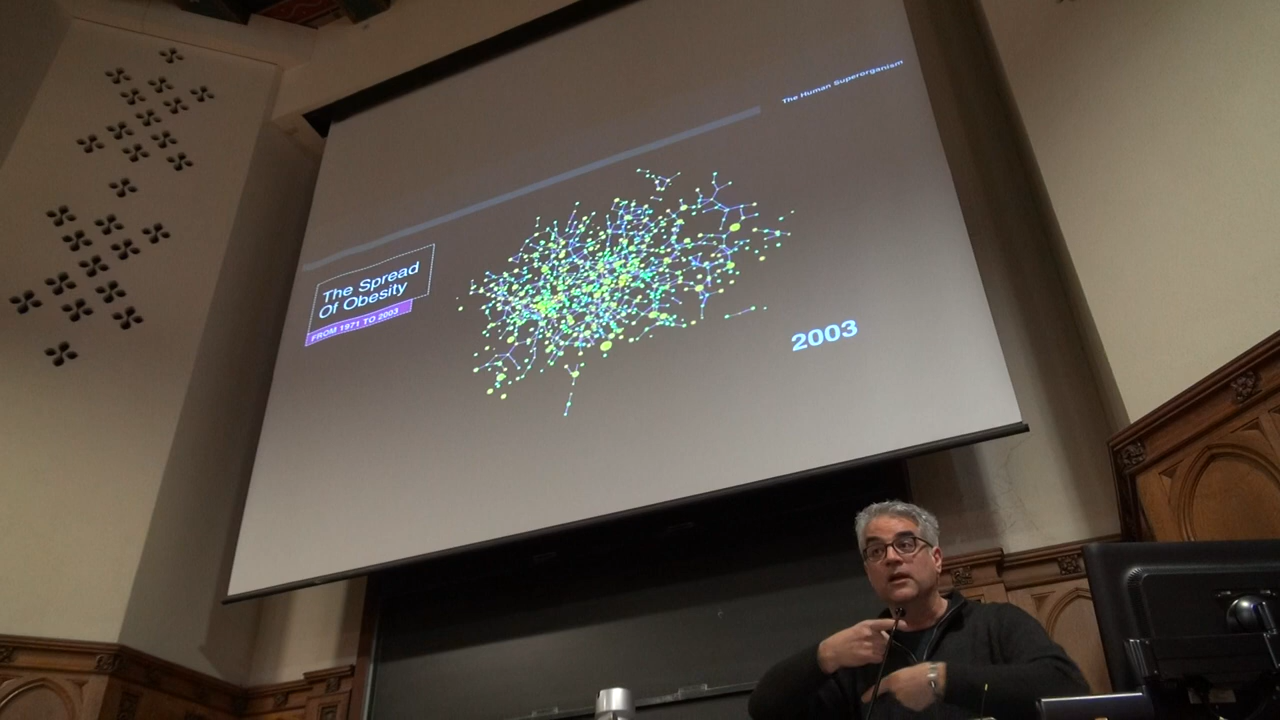 The Human Superorganism
The Spread
Of Obesity
FROM 1971 TO 2003
2003